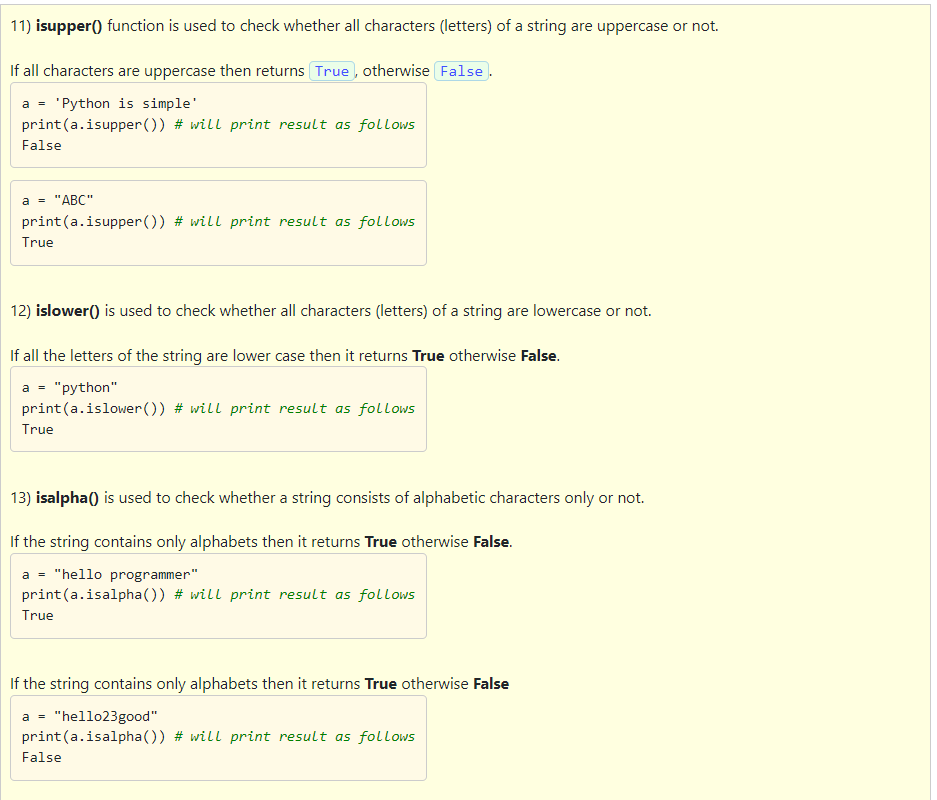 11) isupper() function is used to check whether all characters (letters) of a string are uppercase or not.
If all characters are uppercase then returns True, otherwise False.
a = 'Python is simple'
print(a.isupper()) # will print result as follows
False
a = "ABC"
print(a.isupper()) # will print result as follows
True
12) islower() is used to check whether all characters (letters) of a string are lowercase or not.
If all the letters of the string are lower case then it returns True otherwise False.
a = "python"
print(a.islower()) # will print result as follows
True
13) isalpha() is used to check whether a string consists of alphabetic characters only or not.
If the string contains only alphabets then it returns True otherwise False.
a = "hello programmer"
print(a.isalpha()) # will print result as follows
True
If the string contains only alphabets then it returns True otherwise False
a = "hello23good"
print(a.isalpha()) # will print result as follows
False